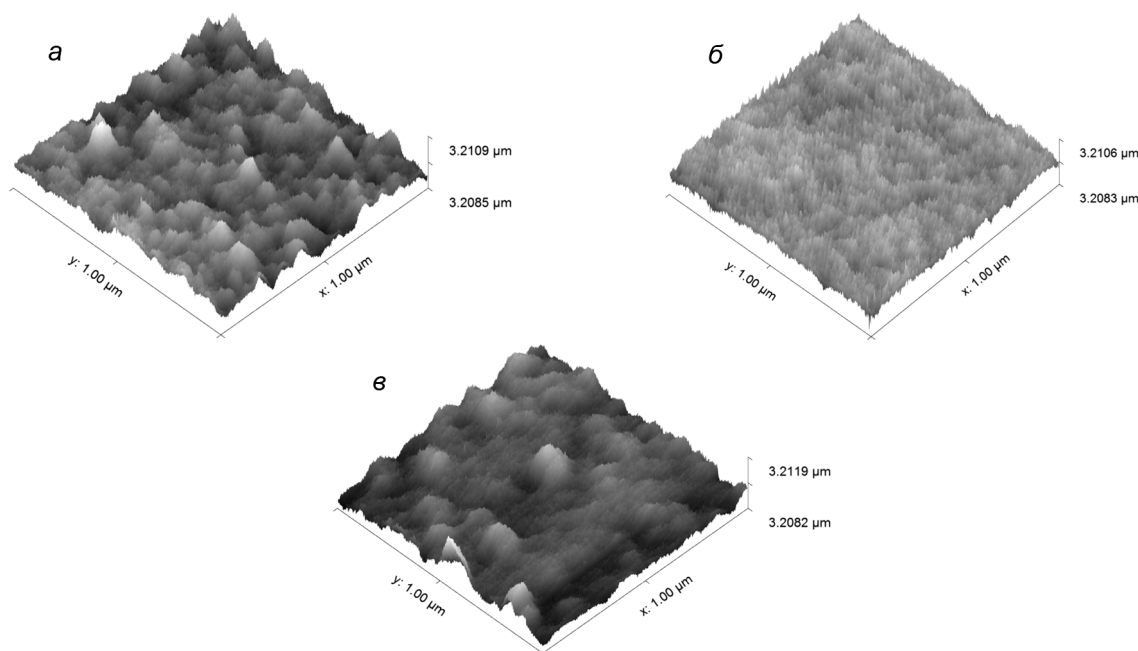 а
3.2109 µm
3.2085 µm
y: 1.00 µm
x: 1.00 µm
б
3.2106 µm
3.2083 µm
y: 1.00 µm
x: 1.00 µm
в
3.2119 µm
3.2082 µm
y: 1.00 µm
x: 1.00 µm